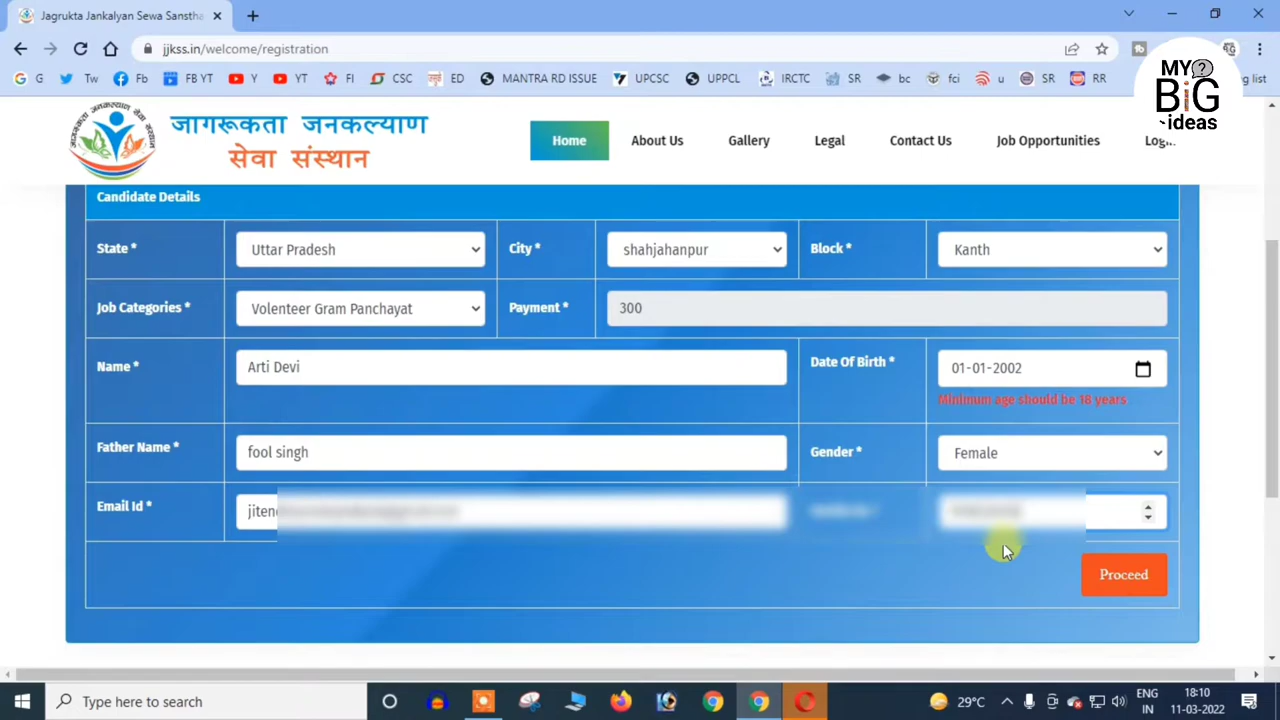 Jagrukta Jankalyan Sewa Sanstha
jjkss.in/welcome/registration
G Tw Fb FB YT Y YT FI CSC ED MANTRA RD ISSUE UPCSC UPPCL IRCTC SR bc fci u SR RR ng list
MY BiG ideas
जागरूकता जनकल्याण
सेवा संस्थान
Home About Us Gallery Legal Contact Us Job Opportunities Log
Candidate Details
State * Uttar Pradesh City * shahjahanpur Block * Kanth
Job Categories * Volenteer Gram Panchayat Payment * 300
Name * Arti Devi Date Of Birth * 01-01-2002
Minimum age should be 18 years
Father Name * fool singh Gender * Female
Email Id * jiten
Proceed
Type here to search 29°C ENG 18:10
IN 11-03-2022